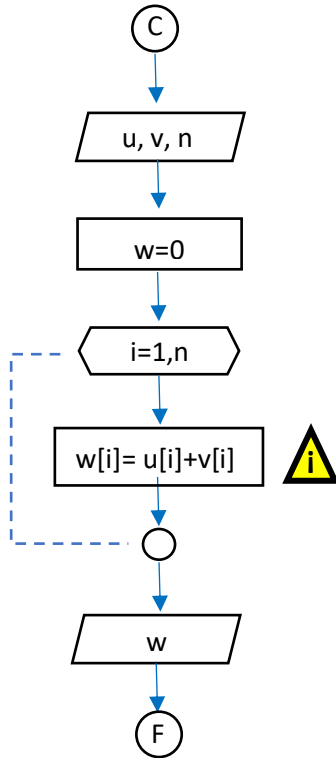 C
u, v, n
w=0
i=1,n
w[i]= u[i]+v[i]
i
w
F